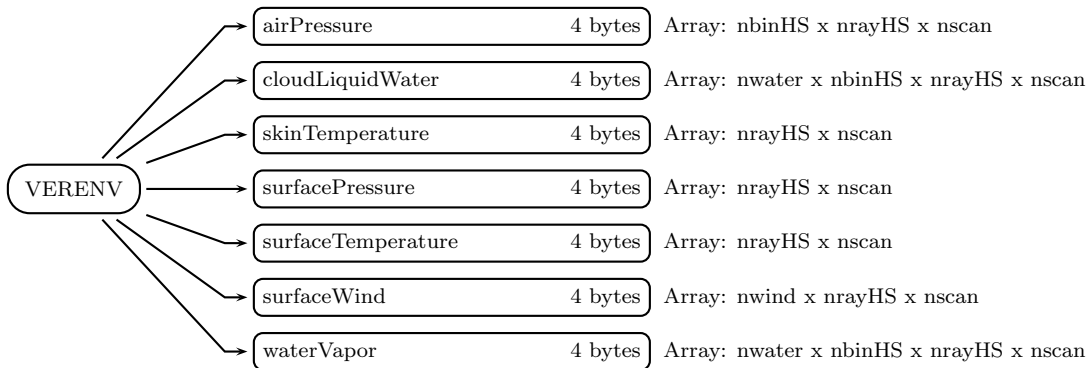 airPressure 4 bytes Array: nbinHS x nrayHS x nscan
cloudLiquidWater 4 bytes Array: nwater x nbinHS x nrayHS x nscan
skinTemperature 4 bytes Array: nrayHS x nscan
VERENV surfacePressure 4 bytes Array: nrayHS x nscan
surfaceTemperature 4 bytes Array: nrayHS x nscan
surfaceWind 4 bytes Array: nwind x nrayHS x nscan
waterVapor 4 bytes Array: nwater x nbinHS x nrayHS x nscan